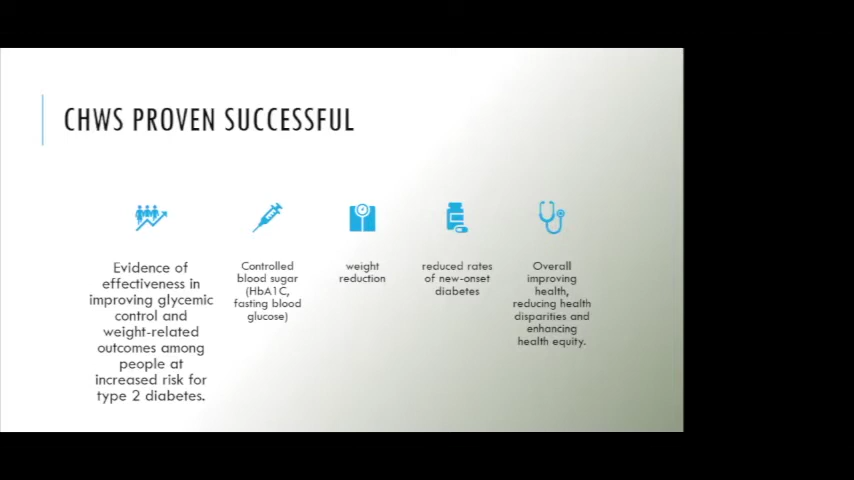 CHWS PROVEN SUCCESSFUL
Evidence of
effectiveness in
improving glycemic
control and
weight-related
outcomes among
people at
increased risk for
type 2 diabetes.
Controlled
blood sugar
(HbA1C,
fasting blood
glucose)
weight
reduction
reduced rates
of new-onset
diabetes
Overall
improving
health,
reducing health
disparities and
enhancing
health equity.